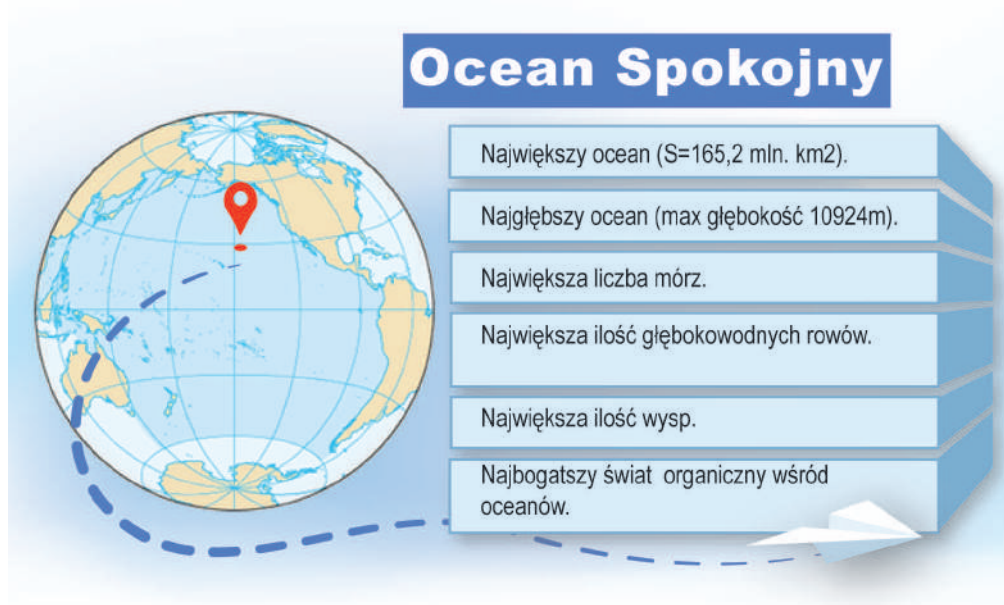 Ocean Spokojny
Największy ocean (S=165,2 mln. km2).
Najgłębszy ocean (max głębokość 10924m).
Największa liczba mórz.
Największa ilość głębokowodnych rowów.
Największa ilość wysp.
Najbogatszy świat organiczny wśród
oceanów.